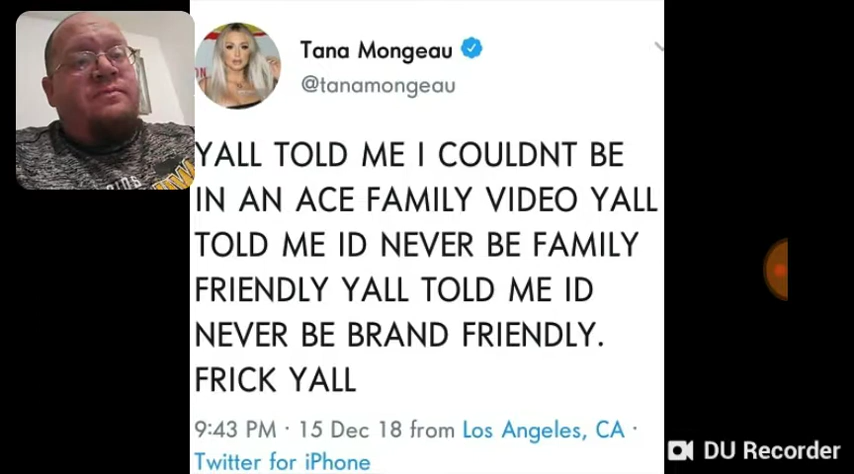 Tana Mongeau
@tanamongeau
YALL TOLD ME I COULDNT BE
IN AN ACE FAMILY VIDEO YALL
TOLD ME ID NEVER BE FAMILY
FRIENDLY YALL TOLD ME ID
NEVER BE BRAND FRIENDLY.
FRICK YALL
9:43 PM · 15 Dec 18 from Los Angeles, CA ·
Twitter for iPhone
DU Recorder